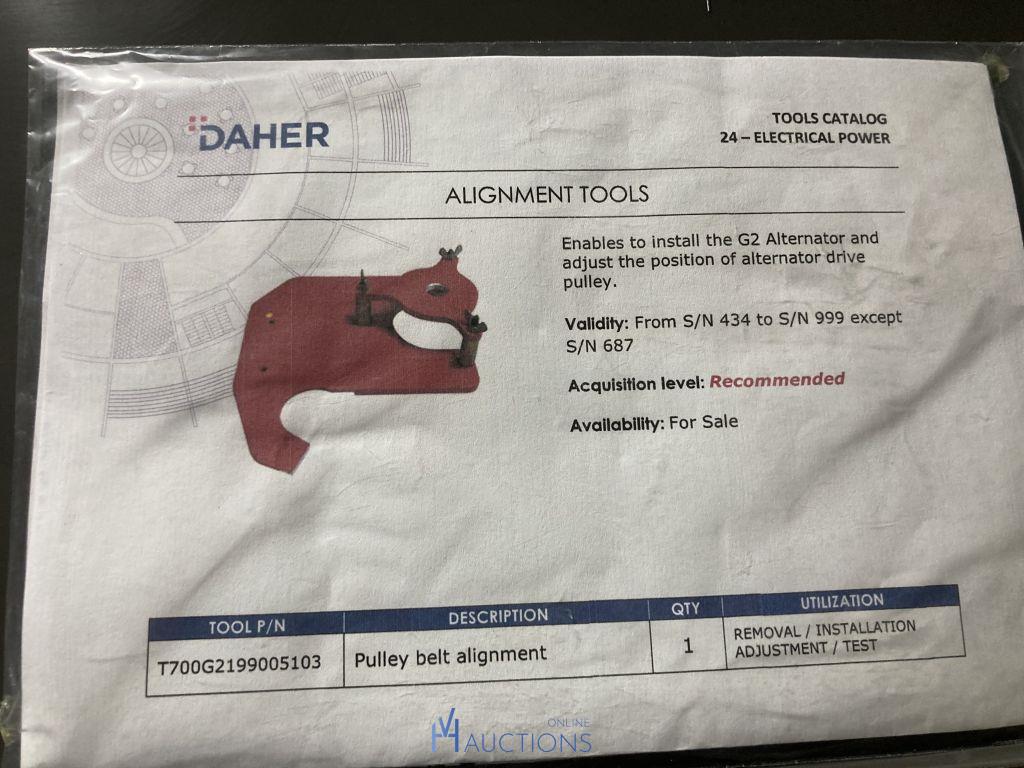 DAHER
TOOLS CATALOG
24 – ELECTRICAL POWER
ALIGNMENT TOOLS
Enables to install the G2 Alternator and
adjust the position of alternator drive
pulley.
Validity: From S/N 434 to S/N 999 except
S/N 687
Acquisition level: Recommended
Availability: For Sale
TOOL P/N DESCRIPTION QTY UTILIZATION
T700G2199005103 Pulley belt alignment 1 REMOVAL / INSTALLATION
ADJUSTMENT / TEST
ONLINE
AUCTIONS